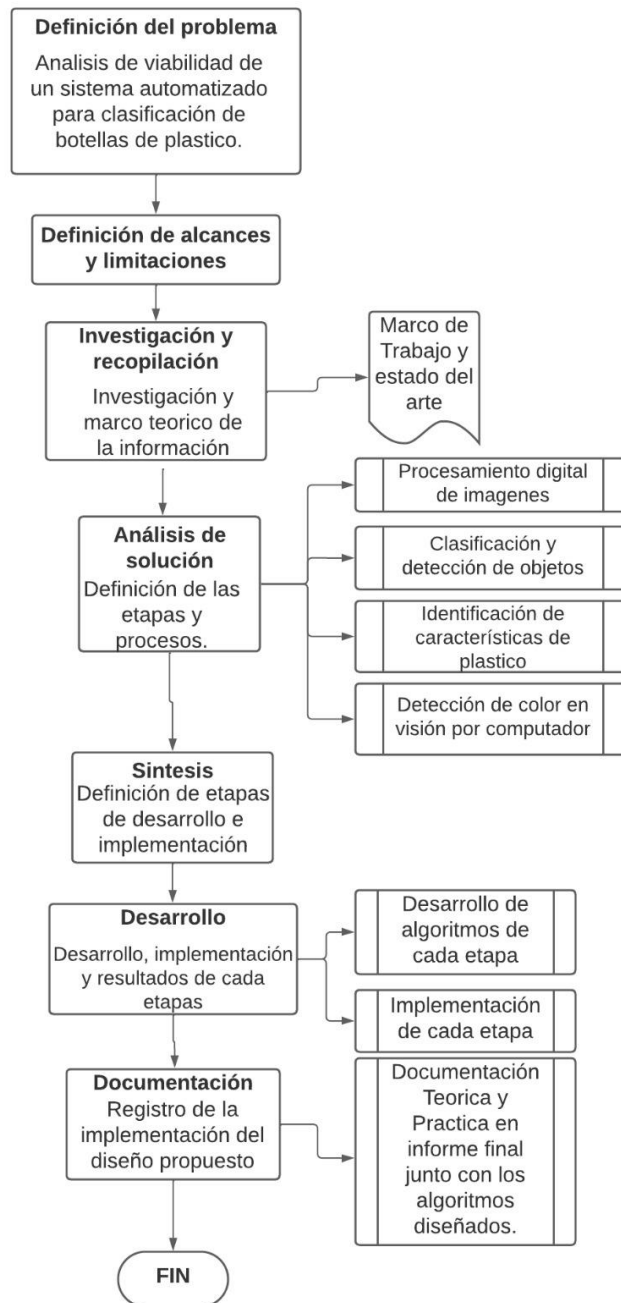 Definición del problema
Analisis de viabilidad de
un sistema automatizado
para clasificación de
botellas de plastico.
Definición de alcances
y limitaciones
Investigación y
recopilación
Investigación y
marco teorico de
la información
Marco de
Trabajo y
estado del
arte
Análisis de
solución
Definición de las
etapas y
procesos.
Procesamiento digital
de imagenes
Clasificación y
detección de objetos
Identificación de
características de
plastico
Detección de color en
visión por computador
Sintesis
Definición de etapas
de desarrollo e
implementación
Desarrollo
Desarrollo, implementación
y resultados de cada
etapas
Desarrollo de
algoritmos de
cada etapa
Implementación
de cada etapa
Documentación
Registro de la
implementación del
diseño propuesto
Documentación
Teorica y
Practica en
informe final
junto con los
algoritmos
diseñados.
FIN